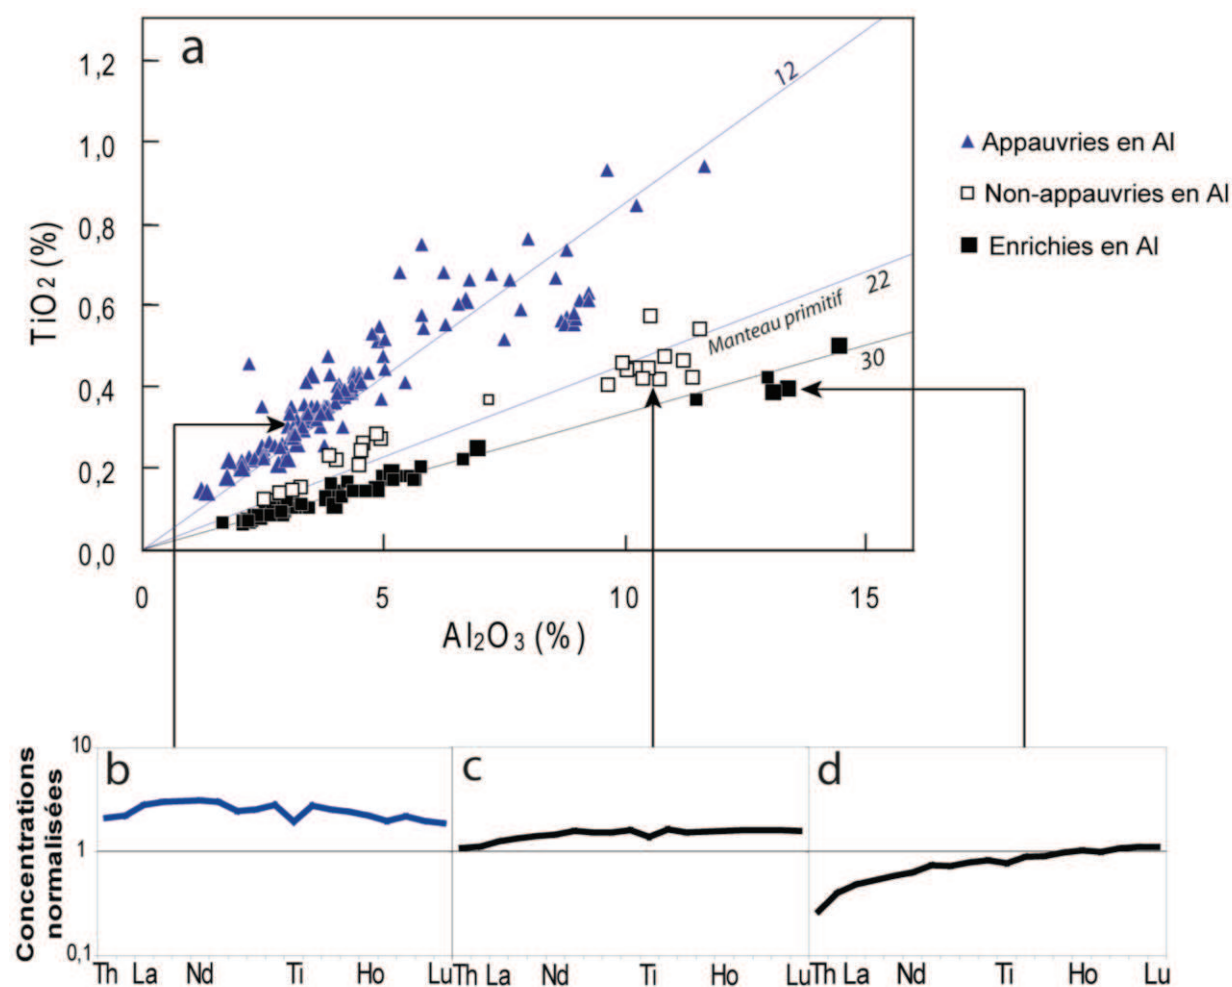 a
1,2
1,0
0,8
0,6
0,4
0,2
0,0
TiO2 (%)
12
22
Manteau primitif
30
0
5
10
15
Al2O3 (%)
Appauvries en Al
Non-appauvries en Al
Enrichies en Al
Concentrations
normalisées
10
1
0,1
b
c
d
Th La Nd Ti Ho Lu
Th La Nd Ti Ho Lu
Th La Nd Ti Ho Lu